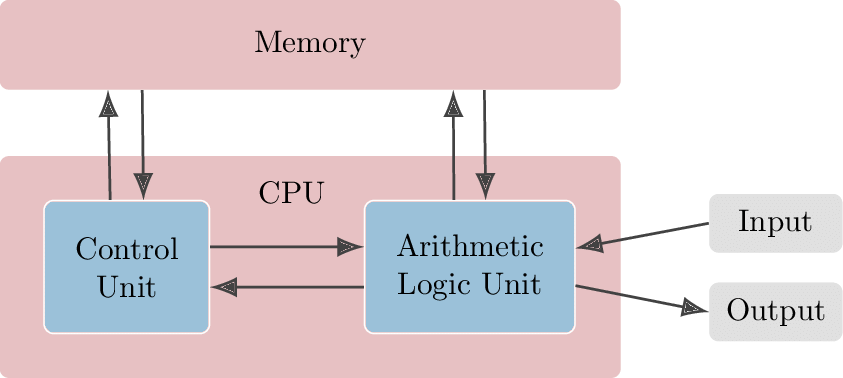 Memory
CPU
Control
Unit
Arithmetic
Logic Unit
Input
Output